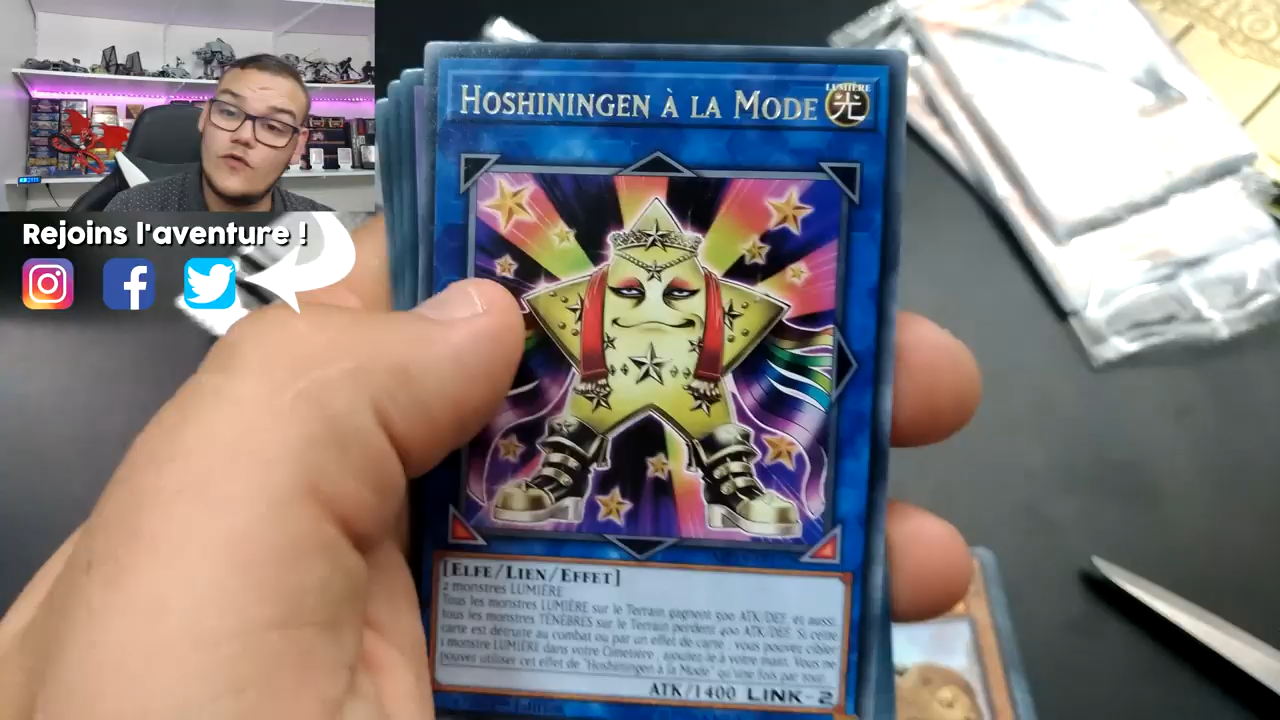 Rejoins l'aventure !
HOSHININGEN À LA MODE
LUMIÈRE
光
[ELFE/LIEN/EFFET]
2 monstres LUMIÈRE
Tous les monstres LUMIÈRE sur le Terrain gagnent 500 ATK/DEF, et aussi,
tous les monstres TÉNÈBRES sur le Terrain perdent 400 ATK/DEF. Si cette
carte est détruite au combat ou par un effet de carte : vous pouvez cibler
1 monstre LUMIÈRE dans votre Cimetière ; ajoutez-le à votre main. Vous ne
pouvez utiliser cet effet de "Hoshiningen à la Mode" qu'une fois par tour.
ATK/1400 LINK-2
Edition